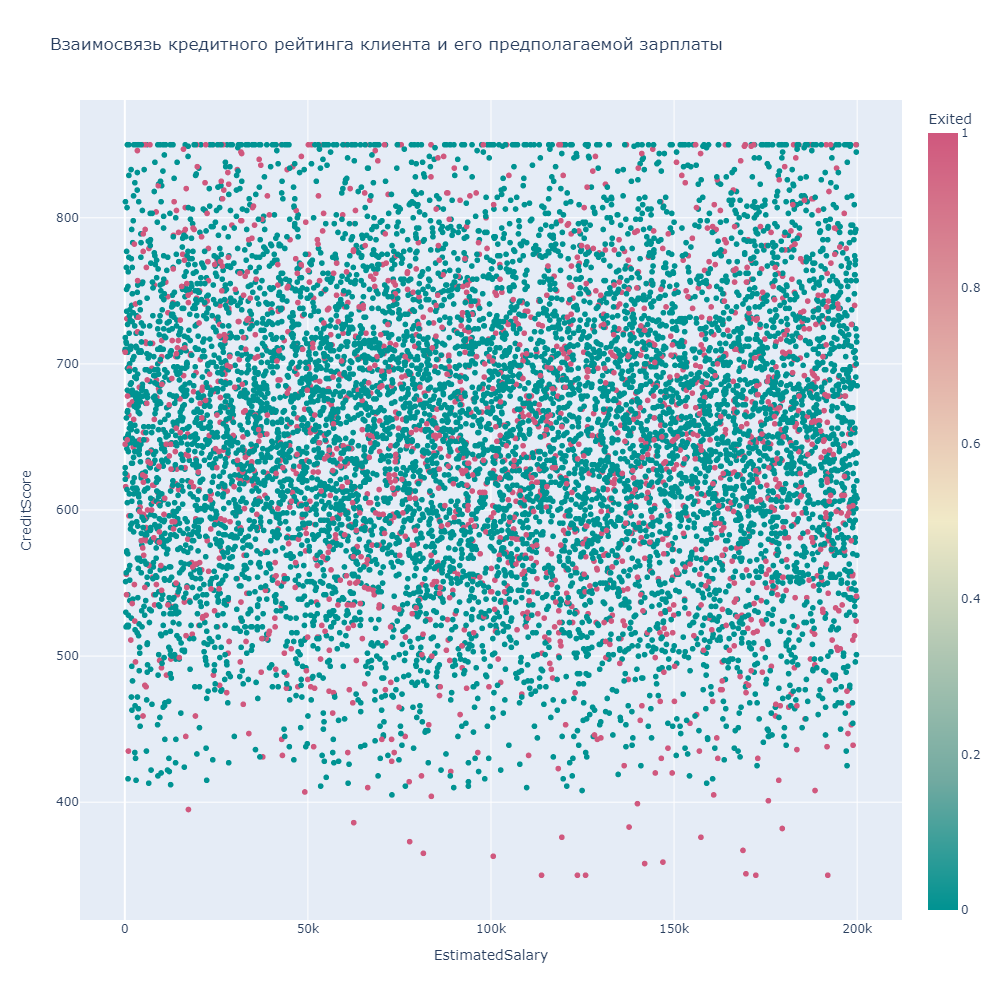 Взаимосвязь кредитного рейтинга клиента и его предполагаемой зарплаты
Exited
1
0.8
0.6
0.4
0.2
0
CreditScore
800
700
600
500
400
0
50k
100k
150k
200k
EstimatedSalary